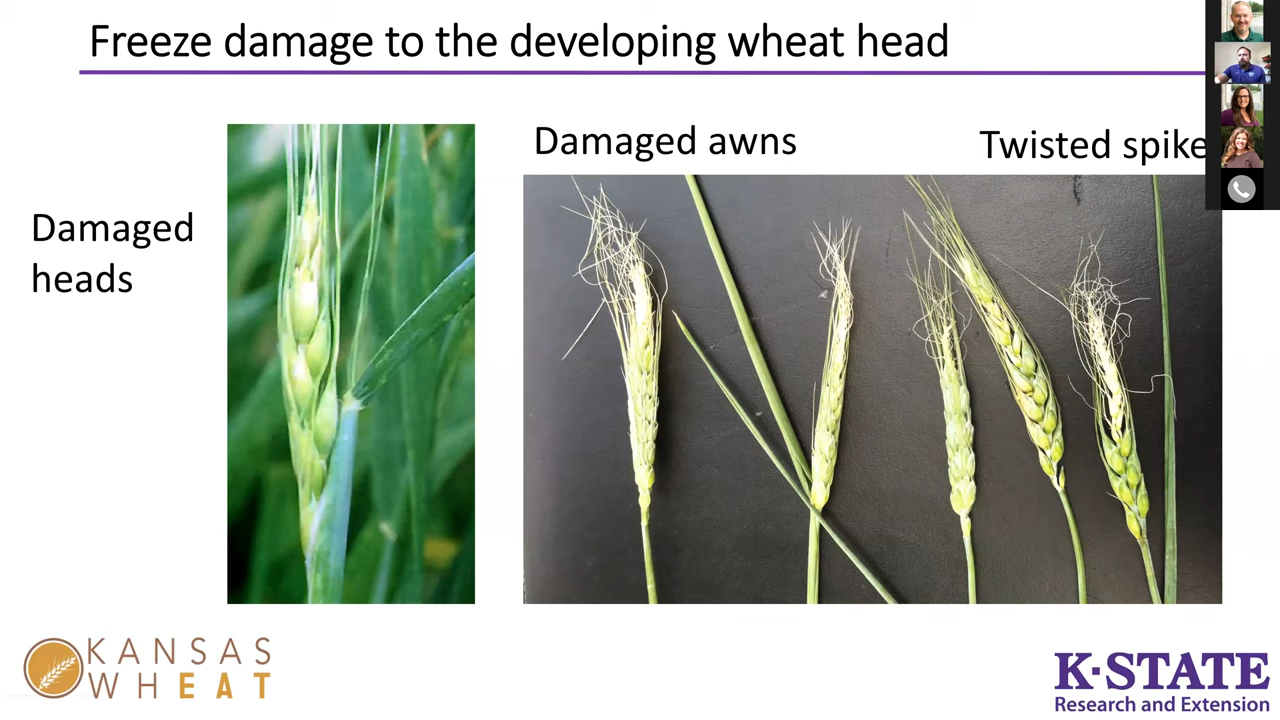 Freeze damage to the developing wheat head
Damaged
heads
Damaged awns
Twisted spike
KANSAS
WHEAT
K-STATE
Research and Extension